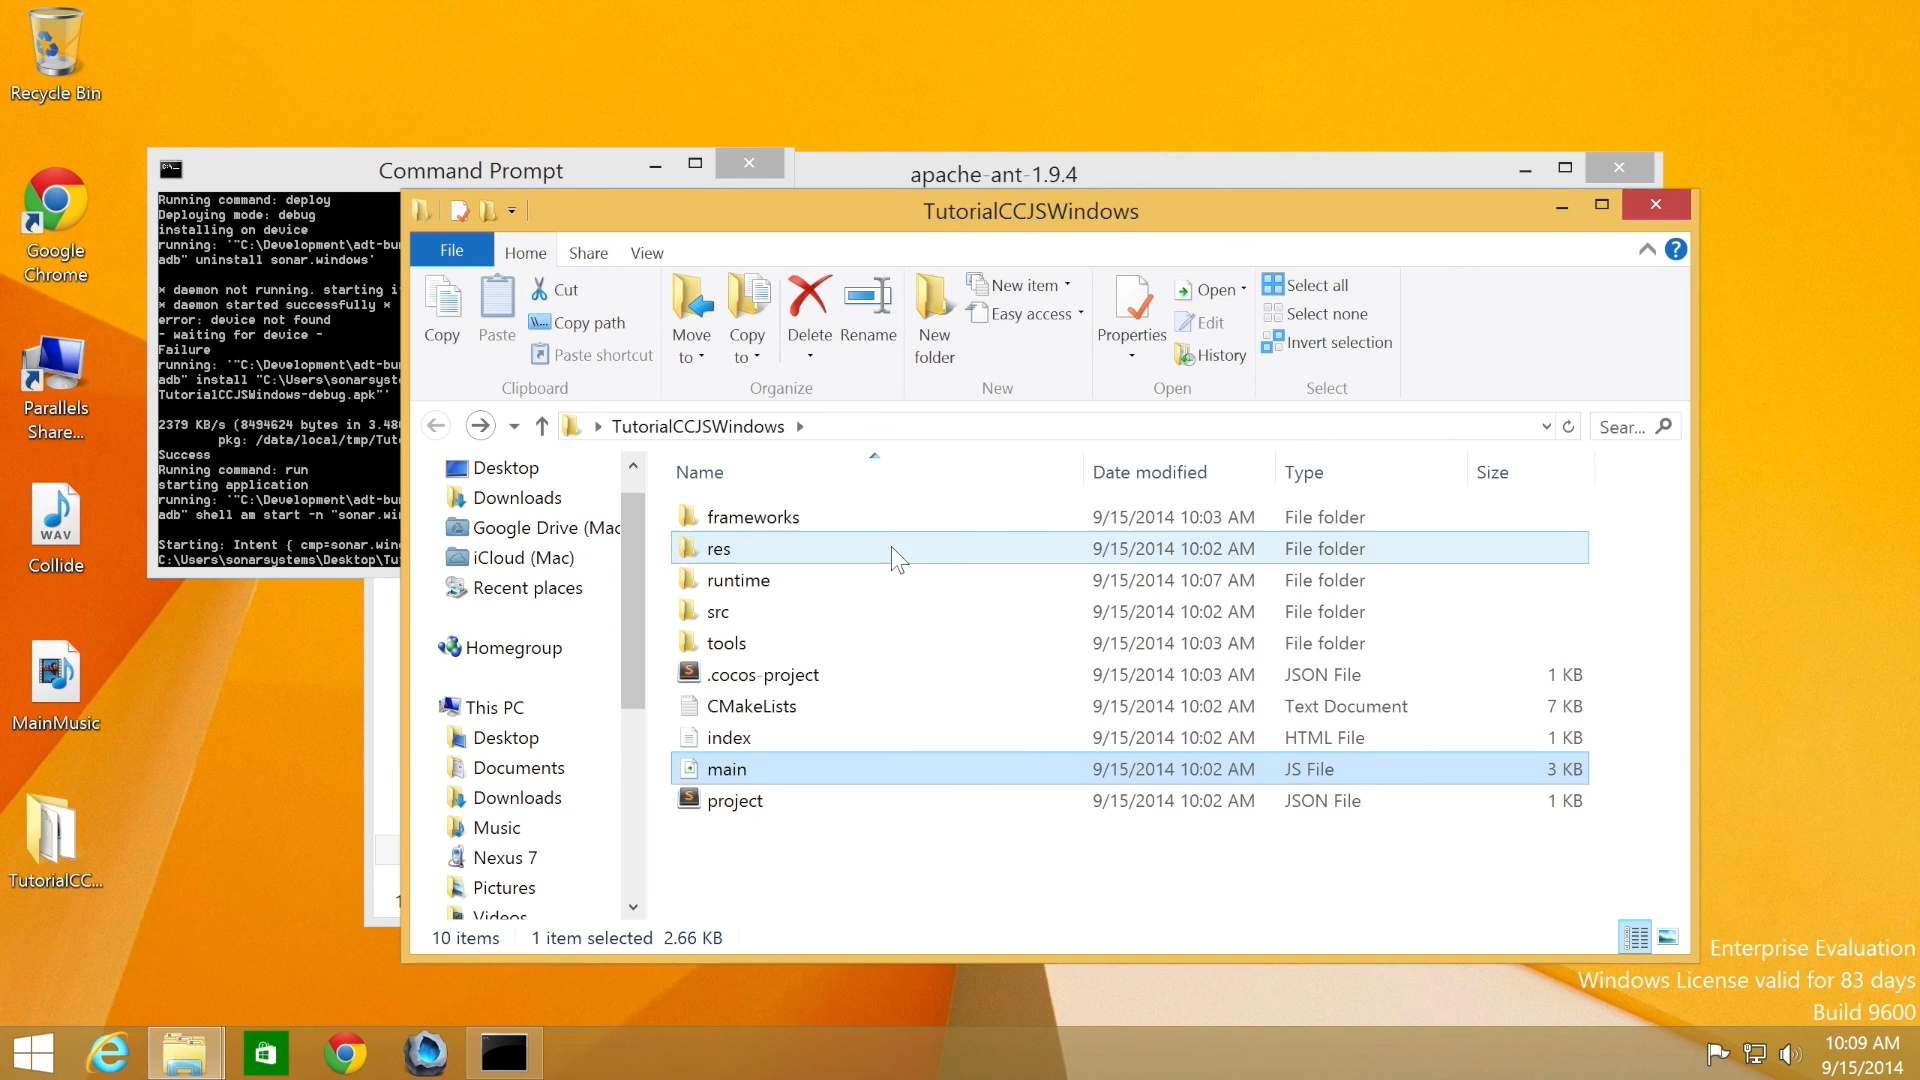 Recycle Bin
Google
Chrome
Parallels
Share...
WAV
Collide
MainMusic
TutorialCC...
Command Prompt
Running command: deploy
Deploying mode: debug
installing on device
running: '"C:\Development\adt-bu
adb" uninstall sonar.windows'
* daemon not running. starting i
* daemon started successfully *
error: device not found
- waiting for device -
Failure
running: '"C:\Development\adt-bu
adb" install "C:\Users\sonarsyste
TutorialCCJSWindows-debug.apk"'
2379 KB/s (8494624 bytes in 3.48
pkg: /data/local/tmp/Tut
Success
Running command: run
starting application
running: '"C:\Development\adt-bu
adb" shell am start -n "sonar.win
Starting: Intent { cmp=sonar.wind
C:\Users\sonarsystems\Desktop\Tu
apache-ant-1.9.4
TutorialCCJSWindows
File
Home
Share
View
Copy
Paste
Cut
Copy path
Paste shortcut
Clipboard
Move
to
Copy
to
Delete
Rename
Organize
New
folder
New item
Easy access
New
Properties
Open
Edit
History
Open
Select all
Select none
Invert selection
Select
TutorialCCJSWindows
Sear...
Desktop
Downloads
Google Drive (Mac
iCloud (Mac)
Recent places
Homegroup
This PC
Desktop
Documents
Downloads
Music
Nexus 7
Pictures
Videos
Name Date modified Type Size
frameworks 9/15/2014 10:03 AM File folder
res 9/15/2014 10:02 AM File folder
runtime 9/15/2014 10:07 AM File folder
src 9/15/2014 10:02 AM File folder
tools 9/15/2014 10:03 AM File folder
.cocos-project 9/15/2014 10:03 AM JSON File 1 KB
CMakeLists 9/15/2014 10:02 AM Text Document 7 KB
index 9/15/2014 10:02 AM HTML File 1 KB
main 9/15/2014 10:02 AM JS File 3 KB
project 9/15/2014 10:02 AM JSON File 1 KB
10 items 1 item selected 2.66 KB
Enterprise Evaluation
Windows License valid for 83 days
Build 9600
10:09 AM
9/15/2014